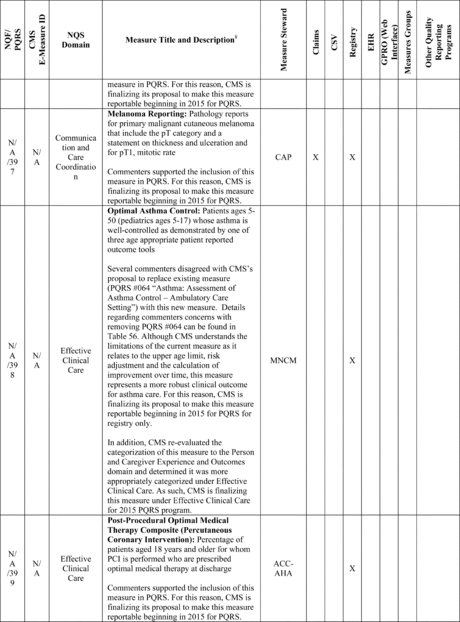 NQF/
PQRS
CMS
E-Measure ID
NQS
Domain
Measure Title and Description¥
Measure Steward
Claims
CSV
Registry
EHR
GPRO (Web
Interface)
Measures Groups
Other Quality
Reporting
Programs
measure in PQRS. For this reason, CMS is
finalizing its proposal to make this measure
reportable beginning in 2015 for PQRS.
N/
A
/39
7
N/
A
Communica
tion and
Care
Coordinatio
n
Melanoma Reporting: Pathology reports
for primary malignant cutaneous melanoma
that include the pT category and a
statement on thickness and ulceration and
for pT1, mitotic rate
Commenters supported the inclusion of this
measure in PQRS. For this reason, CMS is
finalizing its proposal to make this measure
reportable beginning in 2015 for PQRS.
CAP
X
X
N/
A
/39
8
N/
A
Effective
Clinical
Care
Optimal Asthma Control: Patients ages 5-
50 (pediatrics ages 5-17) whose asthma is
well-controlled as demonstrated by one of
three age appropriate patient reported
outcome tools
Several commenters disagreed with CMS's
proposal to replace existing measure
(PQRS #064 "Asthma: Assessment of
Asthma Control – Ambulatory Care
Setting") with this new measure. Details
regarding commenters concerns with
removing PQRS #064 can be found in
Table 56. Although CMS understands the
limitations of the current measure as it
relates to the upper age limit, risk
adjustment and the calculation of
improvement over time, this measure
represents a more robust clinical outcome
for asthma care. For this reason, CMS is
finalizing its proposal to make this measure
reportable beginning in 2015 for PQRS for
registry only.
In addition, CMS re-evaluated the
categorization of this measure to the Person
and Caregiver Experience and Outcomes
domain and determined it was more
appropriately categorized under Effective
Clinical Care. As such, CMS is finalizing
this measure under Effective Clinical Care
for 2015 PQRS program.
MNCM
X
N/
A
/39
9
N/
A
Effective
Clinical
Care
Post-Procedural Optimal Medical
Therapy Composite (Percutaneous
Coronary Intervention): Percentage of
patients aged 18 years and older for whom
PCI is performed who are prescribed
optimal medical therapy at discharge
Commenters supported the inclusion of this
measure in PQRS. For this reason, CMS is
finalizing its proposal to make this measure
reportable beginning in 2015 for PQRS.
ACC-
AHA
X